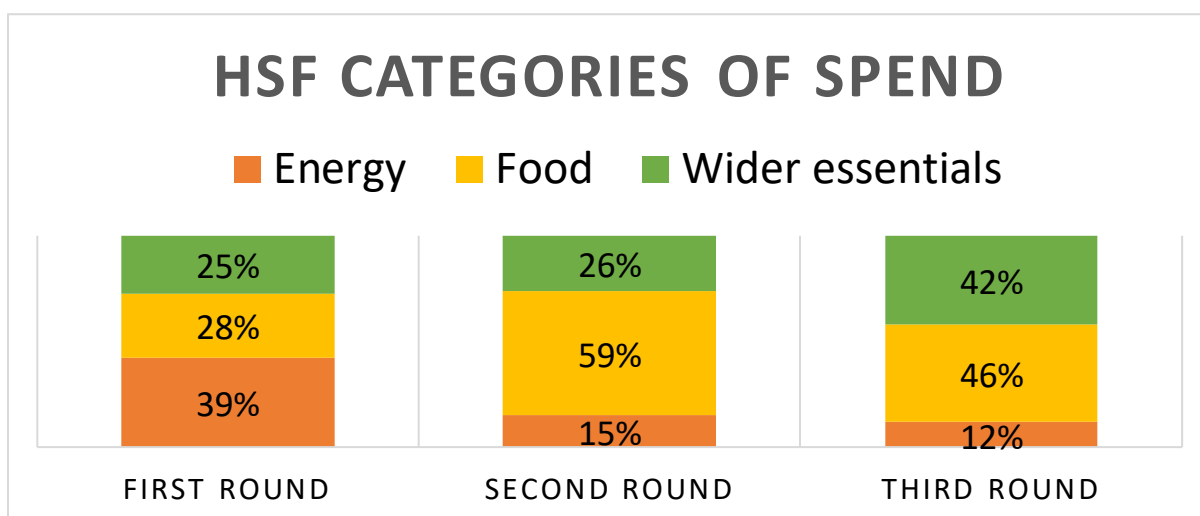 HSF CATEGORIES OF SPEND
Energy Food Wider essentials
25% 26% 42%
28% 59% 46%
39% 15% 12%
FIRST ROUND SECOND ROUND THIRD ROUND